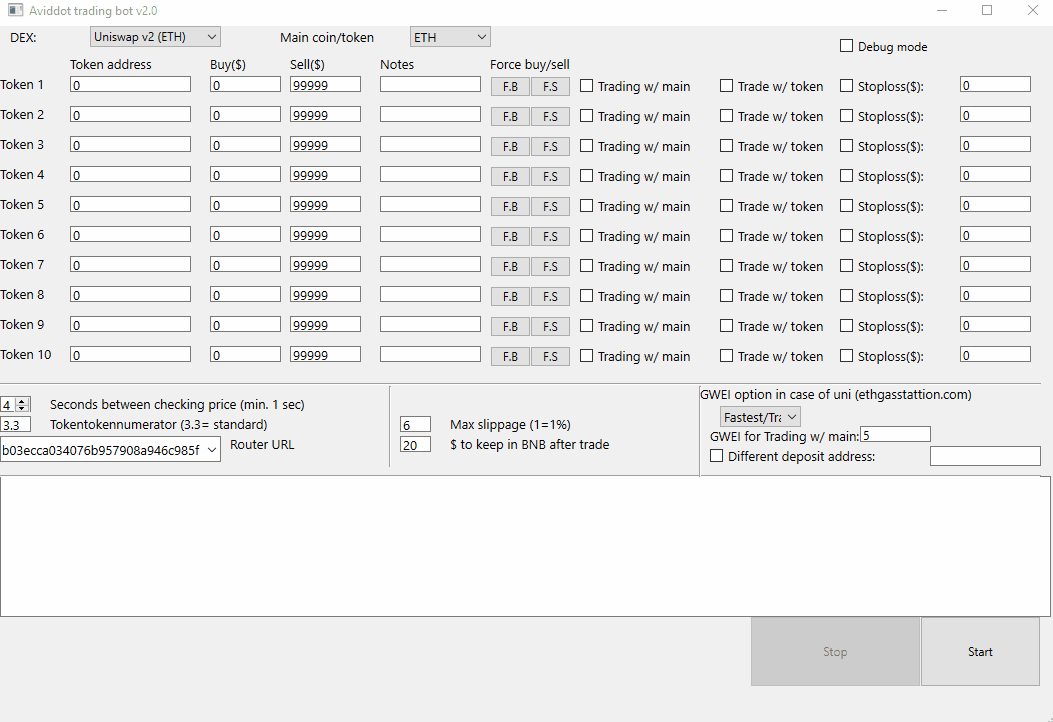 Aviddot trading bot v2.0
DEX: Uniswap v2 (ETH) Main coin/token ETH Debug mode
Token address Buy($) Sell($) Notes Force buy/sell
Token 1 0 0 99999 F.B F.S Trading w/ main Trade w/ token Stoploss($): 0
Token 2 0 0 99999 F.B F.S Trading w/ main Trade w/ token Stoploss($): 0
Token 3 0 0 99999 F.B F.S Trading w/ main Trade w/ token Stoploss($): 0
Token 4 0 0 99999 F.B F.S Trading w/ main Trade w/ token Stoploss($): 0
Token 5 0 0 99999 F.B F.S Trading w/ main Trade w/ token Stoploss($): 0
Token 6 0 0 99999 F.B F.S Trading w/ main Trade w/ token Stoploss($): 0
Token 7 0 0 99999 F.B F.S Trading w/ main Trade w/ token Stoploss($): 0
Token 8 0 0 99999 F.B F.S Trading w/ main Trade w/ token Stoploss($): 0
Token 9 0 0 99999 F.B F.S Trading w/ main Trade w/ token Stoploss($): 0
Token 10 0 0 99999 F.B F.S Trading w/ main Trade w/ token Stoploss($): 0
4 Seconds between checking price (min. 1 sec)
3.3 Tokentokennumerator (3.3= standard)
b03ecca034076b957908a946c985f Router URL
6 Max slippage (1=1%)
20 $ to keep in BNB after trade
GWEI option in case of uni (ethgasstattion.com)
Fastest/Tra
GWEI for Trading w/ main: 5
Different deposit address:
Stop Start